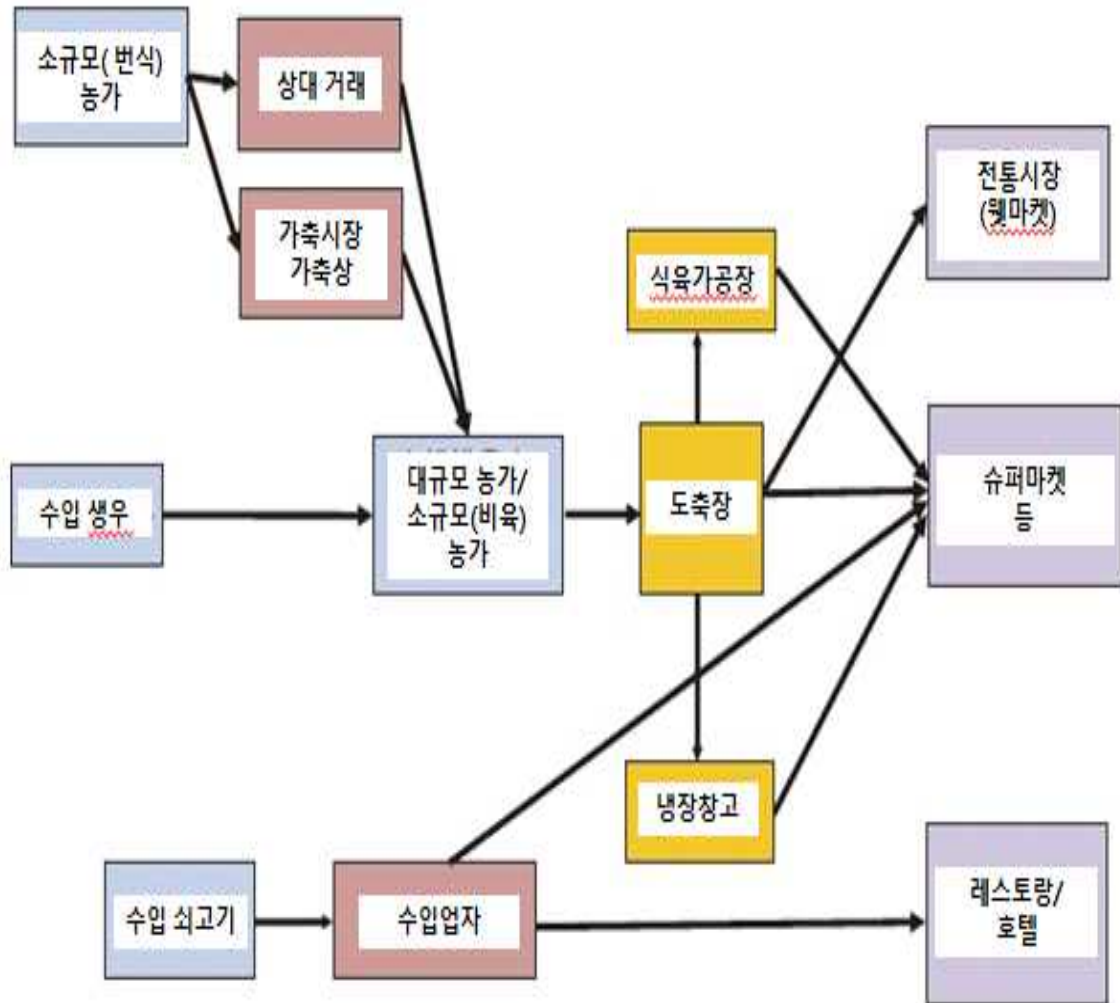 소규모( 번식)
농가
상대 거래
가축시장
가축상
전통시장
(웻마켓)
식육가공장
수입 생우
대규모 농가/
소규모(비육)
농가
도축장
슈퍼마켓
등
냉장창고
수입 쇠고기
수입업자
레스토랑/
호텔